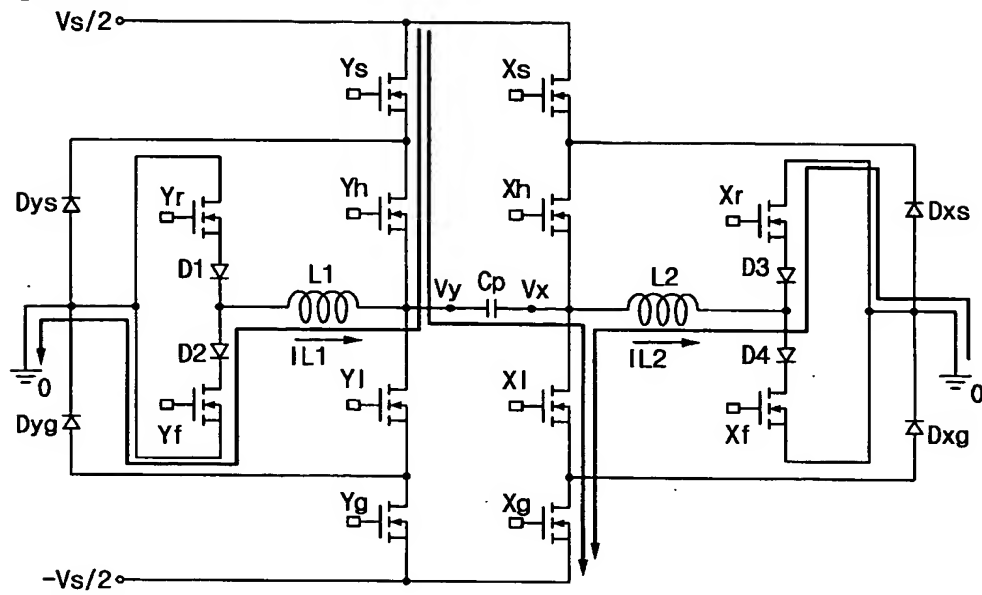 Vs/2
Ys
Xs
Dys
Yr
Yh
Xh
Xr
Dxs
D1
L1
Vy
Cp
Vx
L2
D3
0
D2
IL1
IL2
D4
0
Dyg
Yf
Yl
Xl
Xf
Dxg
Yg
Xg
-Vs/2